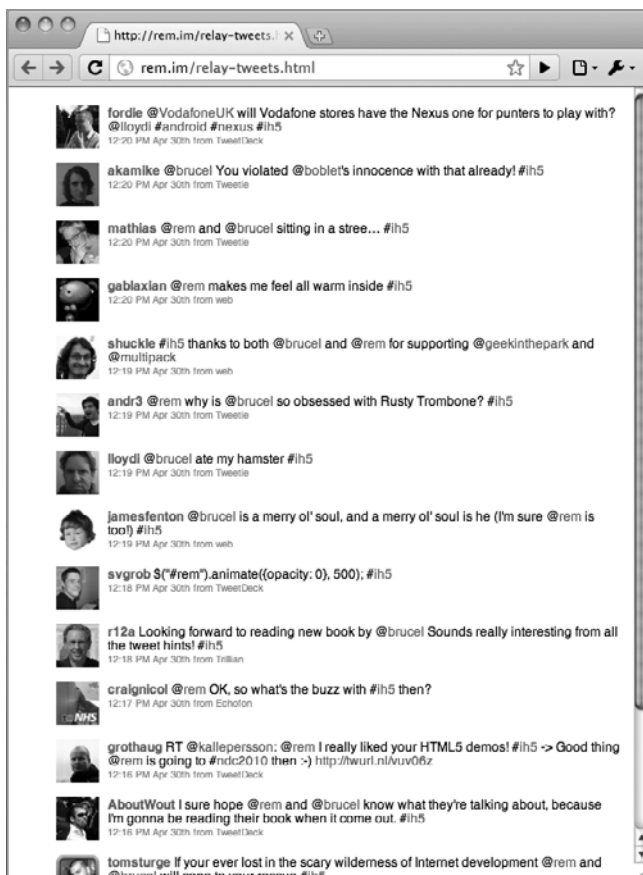 http://rem.im/relay-tweets.
rem.im/relay-tweets.html
fordie @VodafoneUK will Vodafone stores have the Nexus one for punters to play with?
@lloydi #android #nexus #ih5
12:20 PM Apr 30th from TweetDeck
akamike @brucel You violated @boblet's innocence with that already! #ih5
12:20 PM Apr 30th from Tweetie
mathias @rem and @brucel sitting in a stree... #ih5
12:20 PM Apr 30th from Tweetie
gablaxian @rem makes me feel all warm inside #ih5
12:20 PM Apr 30th from web
shuckle #ih5 thanks to both @brucel and @rem for supporting @geekinthepark and
@multipack
12:19 PM Apr 30th from web
andr3 @rem why is @brucel so obsessed with Rusty Trombone? #ih5
12:19 PM Apr 30th from Tweetie
lloydi @brucel ate my hamster #ih5
12:19 PM Apr 30th from Tweetie
jamesfenton @brucel is a merry ol' soul, and a merry ol' soul is he (I'm sure @rem is
too!) #ih5
12:19 PM Apr 30th from web
svgrob $("#rem").animate({opacity: 0}, 500); #ih5
12:18 PM Apr 30th from TweetDeck
r12a Looking forward to reading new book by @brucel Sounds really interesting from all
the tweet hints! #ih5
12:18 PM Apr 30th from Trillian
craignicol @rem OK, so what's the buzz with #ih5 then?
12:17 PM Apr 30th from Echofon
NHS
grothaug RT @kallepersson: @rem I really liked your HTML5 demos! #ih5 -> Good thing
@rem is going to #ndc2010 then :-) http://twurl.nl/vuv06z
12:16 PM Apr 30th from TweetDeck
AboutWout I sure hope @rem and @brucel know what they're talking about, because
I'm gonna be reading their book when it come out. #ih5
12:16 PM Apr 30th from TweetDeck
tomsturge If your ever lost in the scary wilderness of Internet development @rem and
@brucel will come to your rescue #ih5